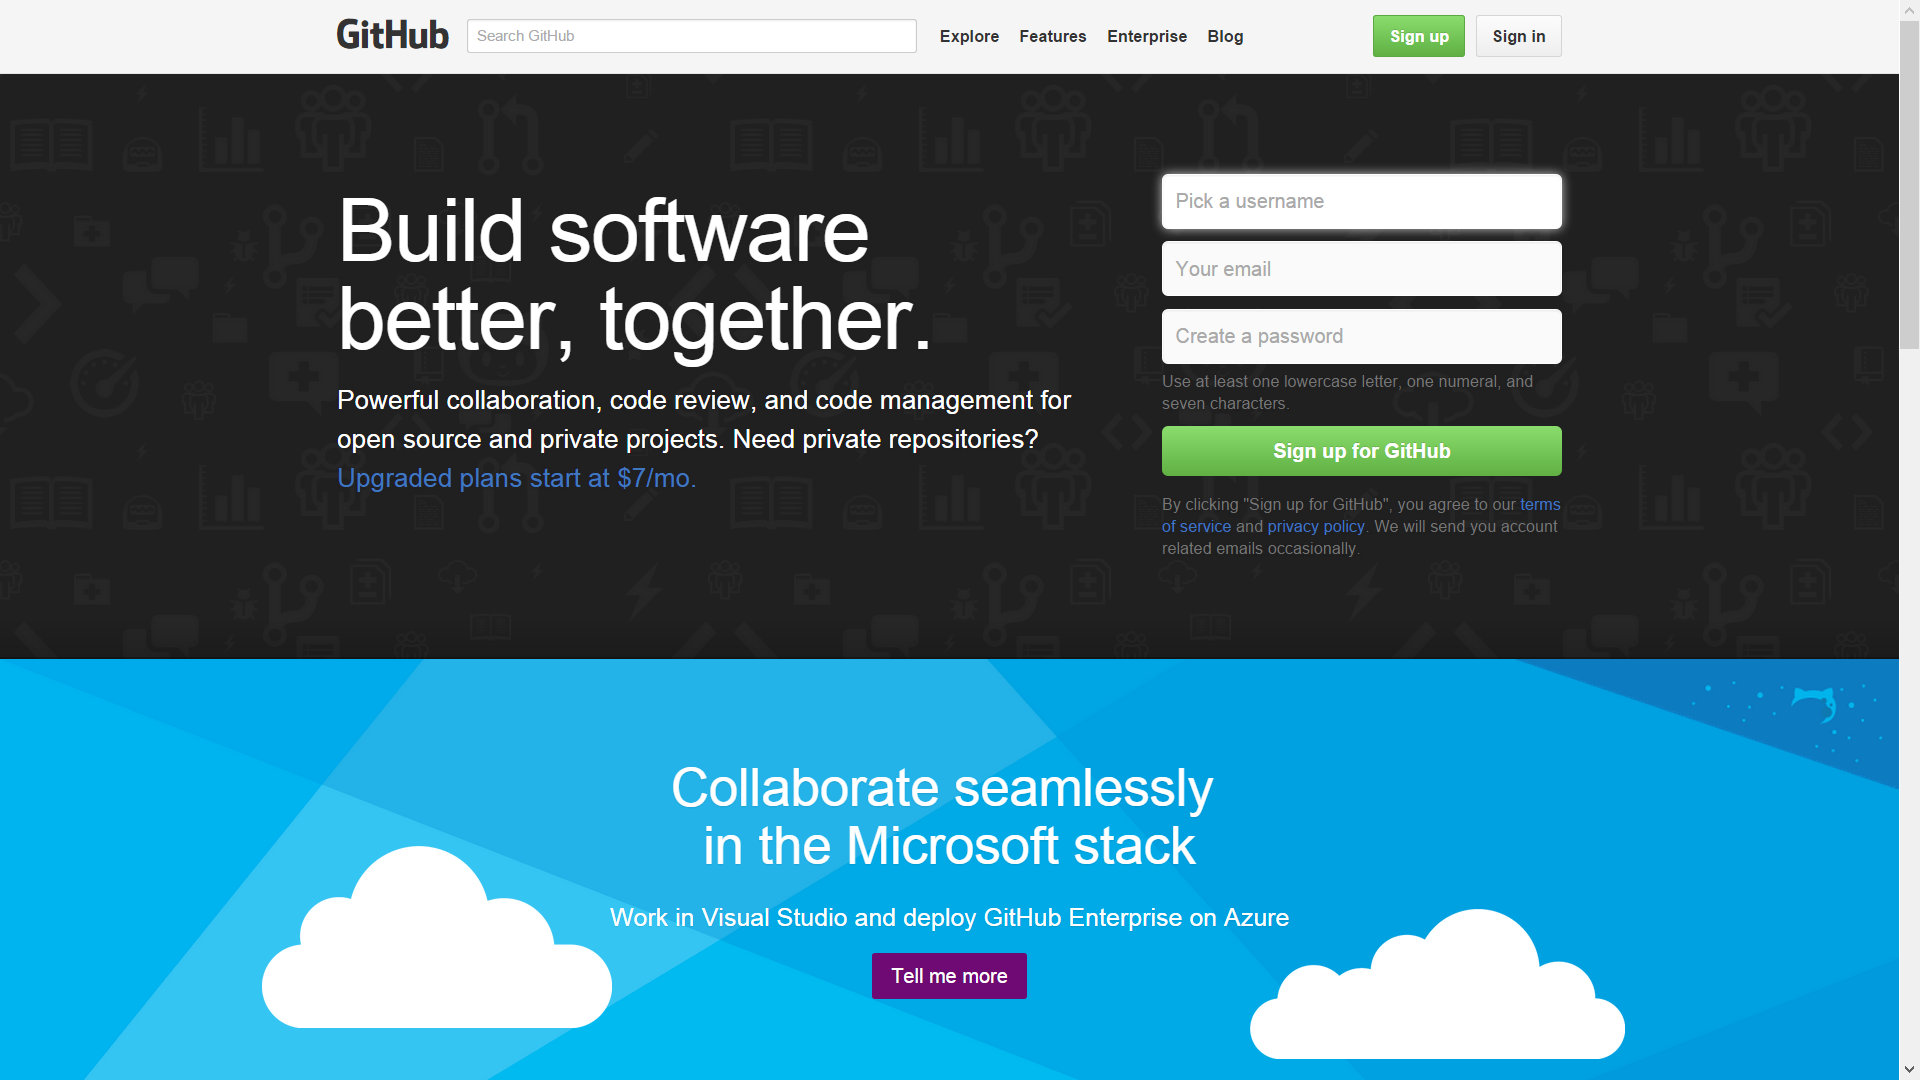 GitHub
Search GitHub
Explore
Features
Enterprise
Blog
Sign up
Sign in
Build software
better, together.
Powerful collaboration, code review, and code management for
open source and private projects. Need private repositories?
Upgraded plans start at $7/mo.
Pick a username
Your email
Create a password
Use at least one lowercase letter, one numeral, and
seven characters.
Sign up for GitHub
By clicking "Sign up for GitHub", you agree to our terms
of service and privacy policy. We will send you account
related emails occasionally.
Collaborate seamlessly
in the Microsoft stack
Work in Visual Studio and deploy GitHub Enterprise on Azure
Tell me more